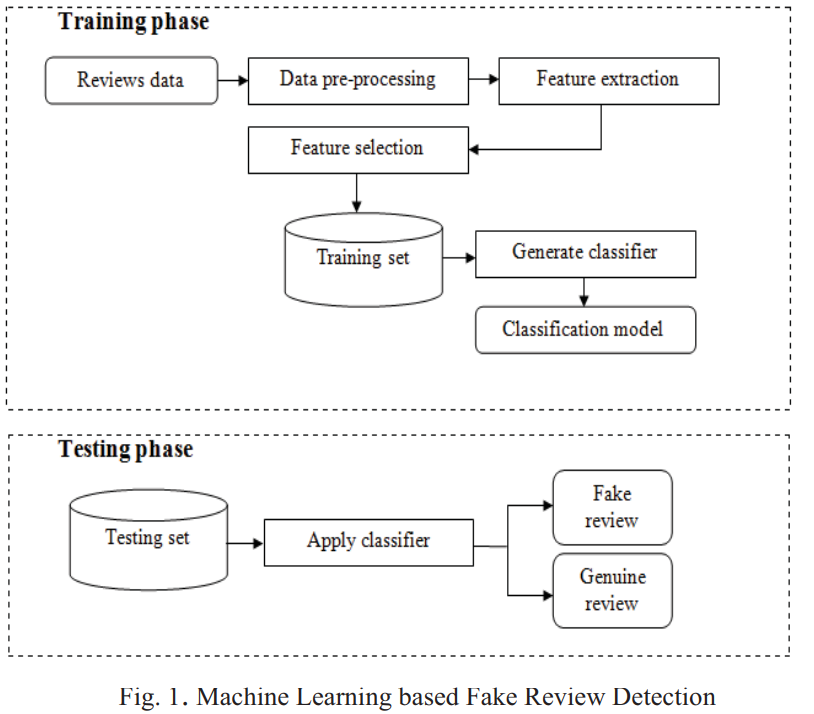 Training phase
Reviews data
Data pre-processing
Feature extraction
Feature selection
Training set
Generate classifier
Classification model
Testing phase
Testing set
Apply classifier
Fake
review
Genuine
review
Fig. 1. Machine Learning based Fake Review Detection